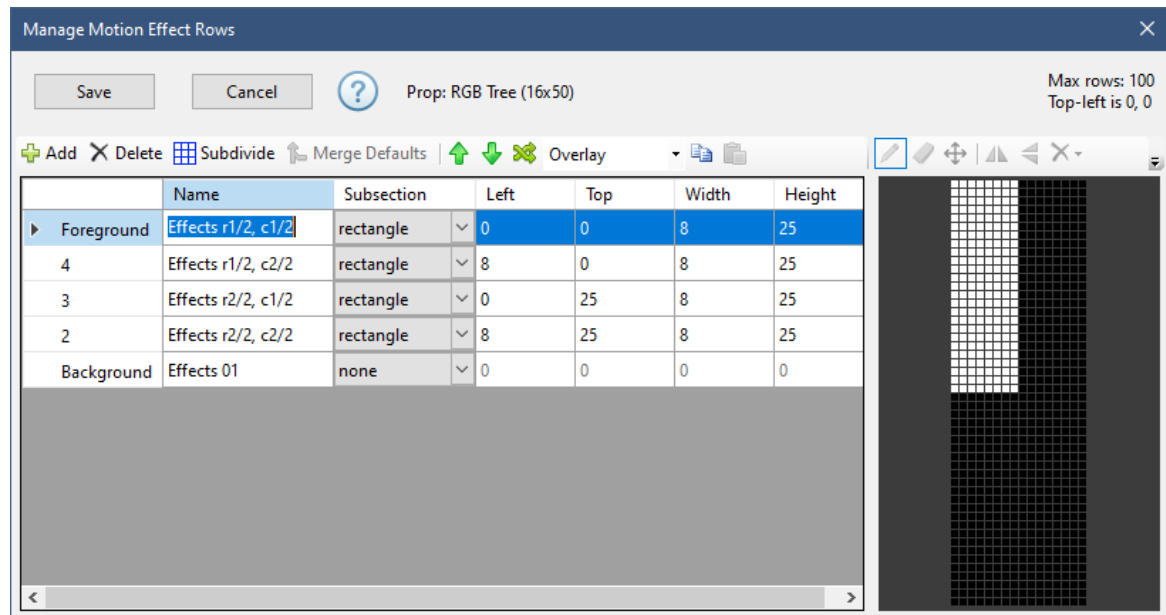 Manage Motion Effect Rows
Save Cancel ? Prop: RGB Tree (16x50) Max rows: 100
Top-left is 0, 0
Add Delete Subdivide Merge Defaults Overlay
Name Subsection Left Top Width Height
Foreground Effects r1/2, c1/2 rectangle 0 0 8 25
4 Effects r1/2, c2/2 rectangle 8 0 8 25
3 Effects r2/2, c1/2 rectangle 0 25 8 25
2 Effects r2/2, c2/2 rectangle 8 25 8 25
Background Effects 01 none 0 0 0 0